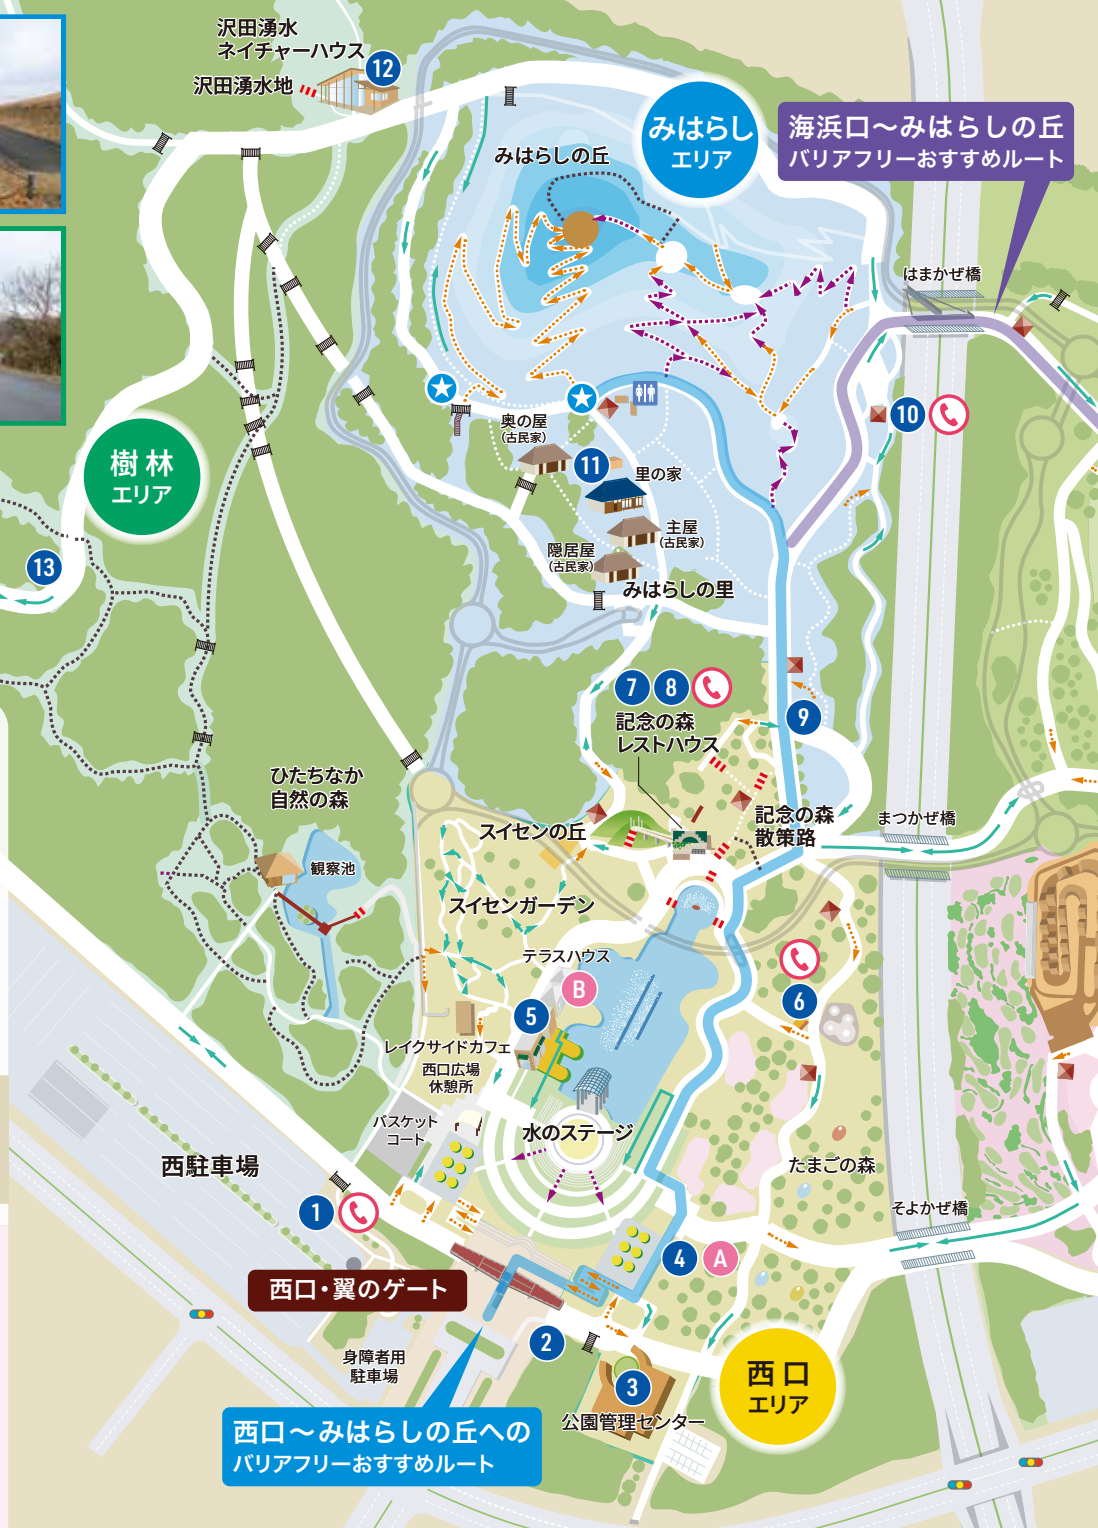 沢田湧水
ネイチャーハウス
12
沢田湧水地
みはらし
エリア
海浜口～みはらしの丘
バリアフリーおすすめルート
みはらしの丘
はまかぜ橋
10
奥の屋
(古民家)
11
里の家
主屋
(古民家)
隠居屋
(古民家)
みはらしの里
樹林
エリア
13
7
8
記念の森
レストハウス
9
ひたちなか
自然の森
観察池
スイセンの丘
記念の森
散策路
まつかぜ橋
スイセンガーデン
テラスハウス
B
5
6
レイクサイドカフェ
西口広場
休憩所
バスケット
コート
水のステージ
たまごの森
西駐車場
1
そよかぜ橋
4
A
西口・翼のゲート
2
身障者用
駐車場
3
公園管理センター
西口
エリア
西口～みはらしの丘への
バリアフリーおすすめルート